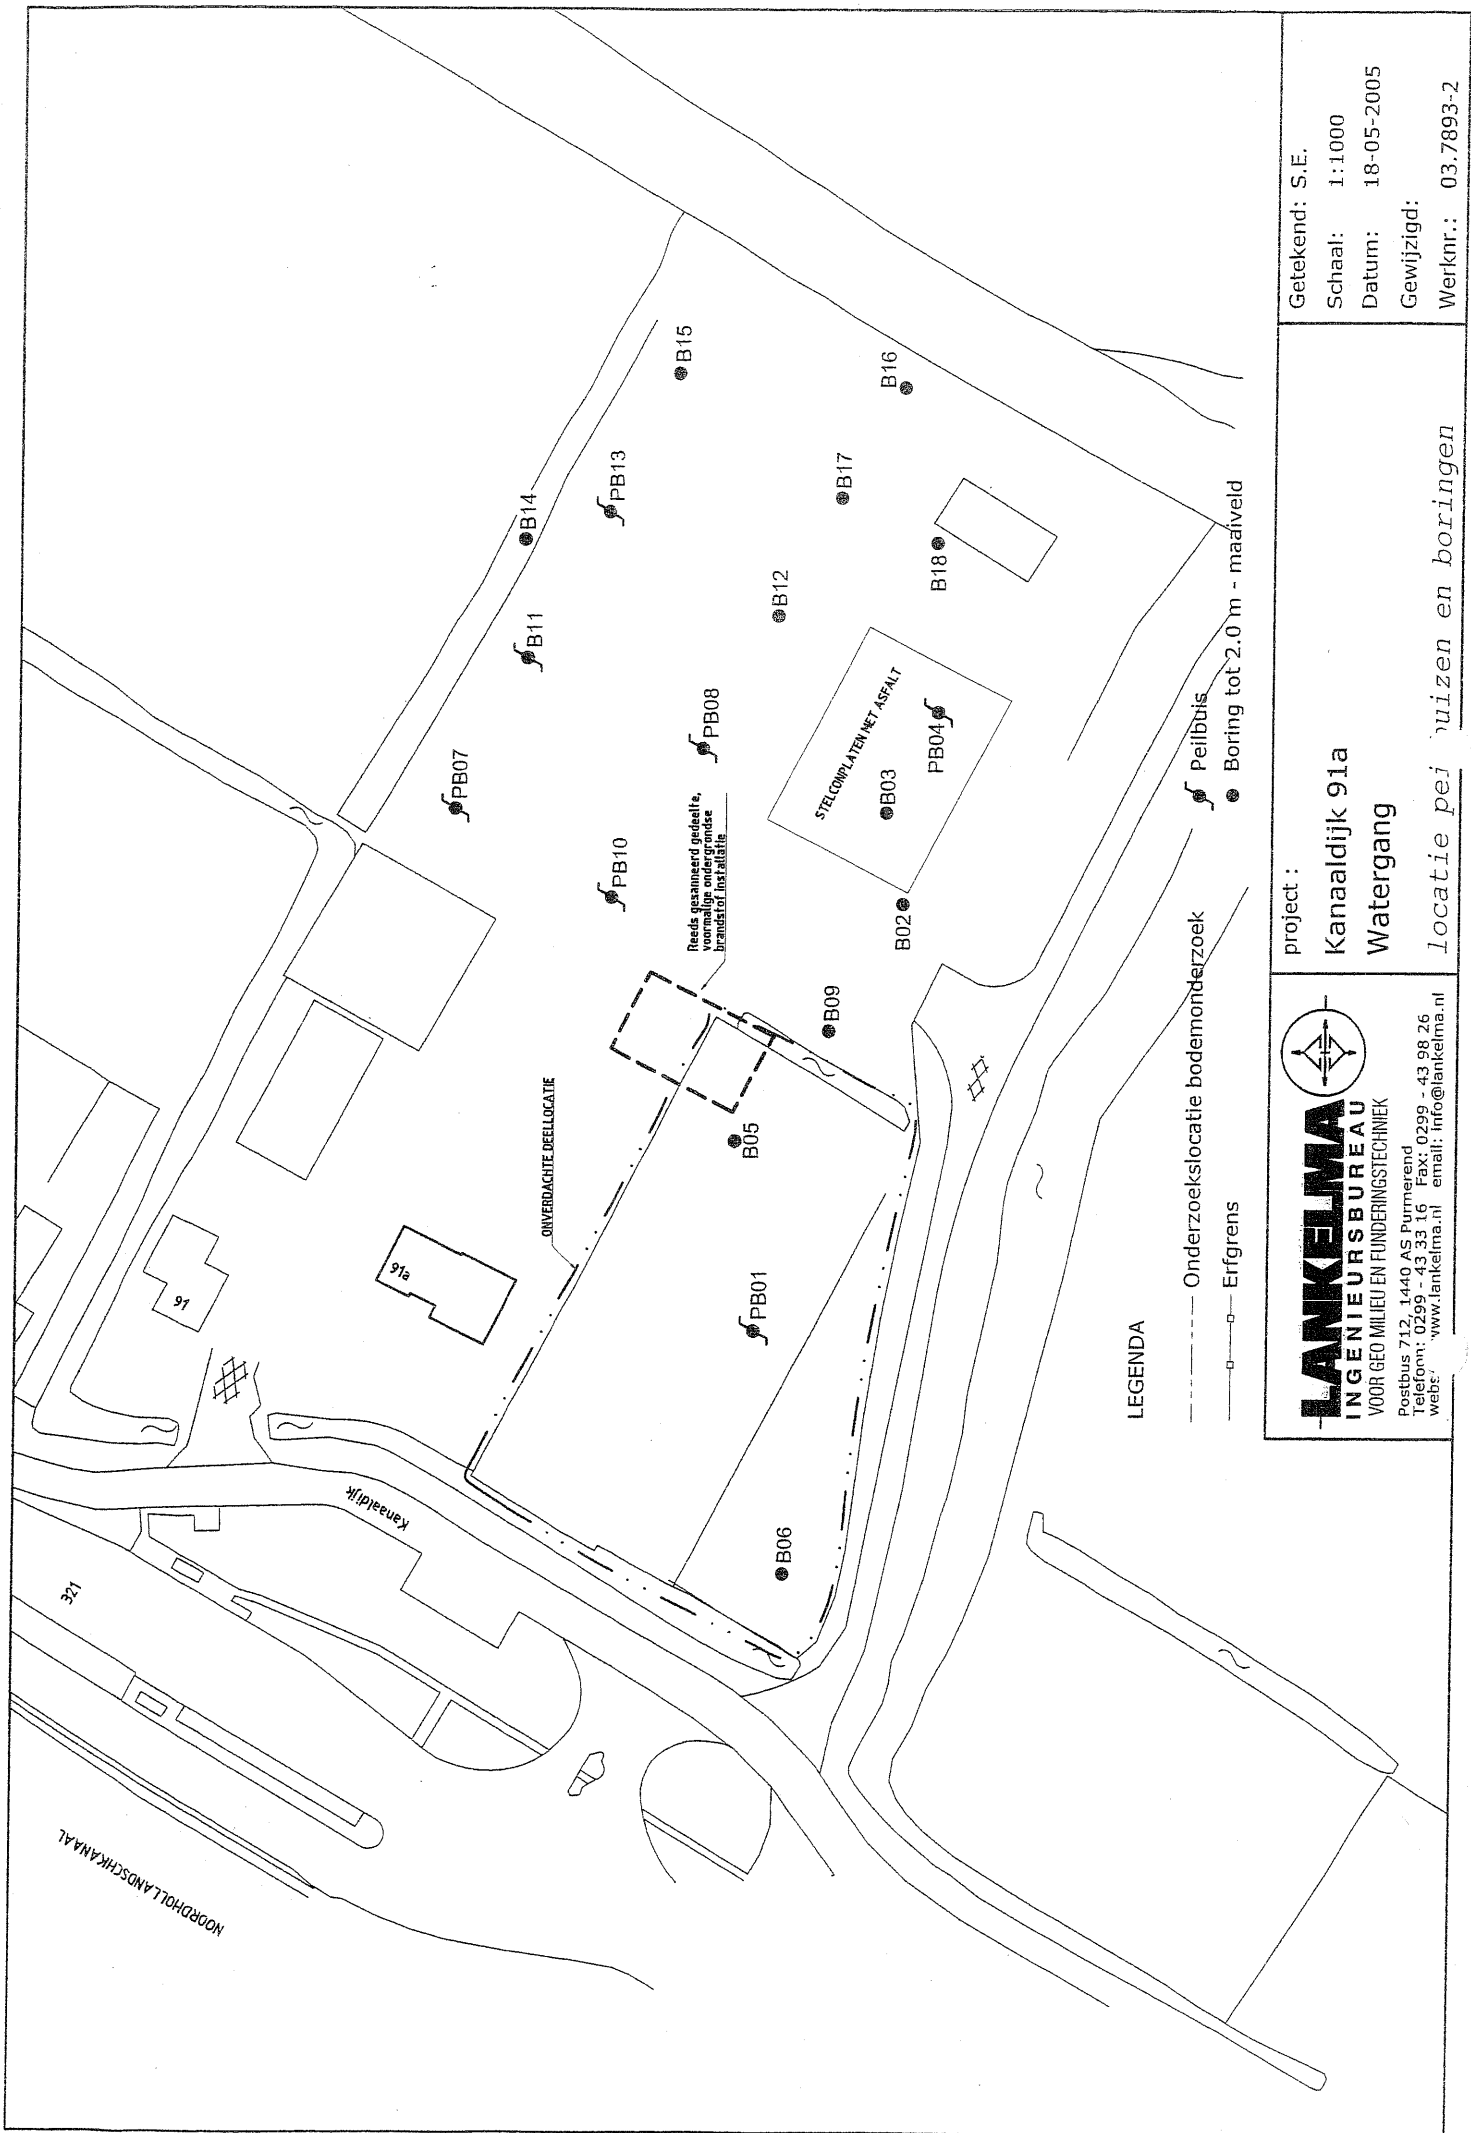 NOORDHOLLANDSCHKANAAL
321
Kanaaldijk
91
91a
ONVERDACHTE DEELLOCATIE
Reeds gesanneerd gedeelte,
voormalige ondergrondse
brandstof installatie
STELCONPLATEN MET ASFALT
PB07
B11
B14
PB13
B15
PB10
PB08
B12
B17
B16
B18
B03
PB04
B02
B09
B05
PB01
B06
LEGENDA
Onderzoekslocatie bodemonderzoek
Erfgrens
Peilbuis
Boring tot 2.0 m - maaiveld
LANKELMA
INGENIEURSBUREAU
VOOR GEO MILIEU EN FUNDERINGSTECHNIEK
Postbus 712, 1440 AS Purmerend
Telefoon: 0299 - 43 33 16 Fax: 0299 - 43 98 26
webs www.lankelma.nl email: info@lankelma.nl
project :
Kanaaldijk 91a
Watergang
locatie pei uizen en boringen
Getekend: S.E.
Schaal: 1:1000
Datum: 18-05-2005
Gewijzigd:
Werknr.: 03.7893-2